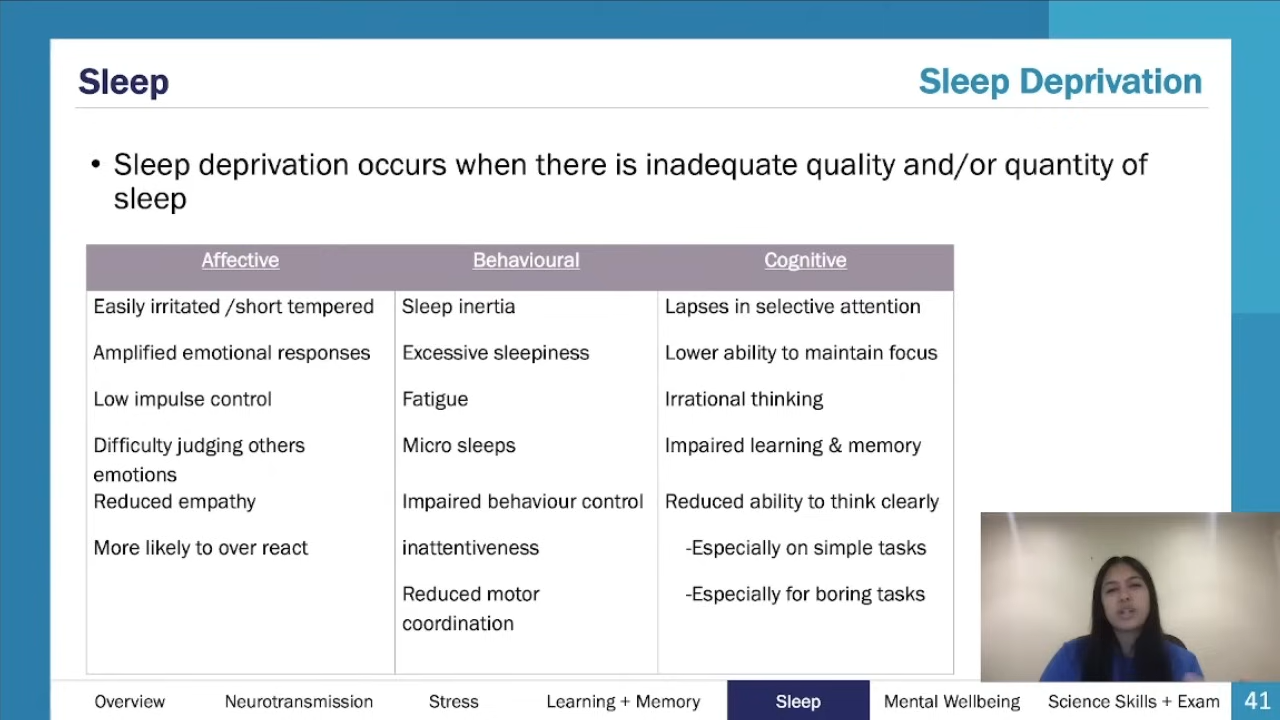 Sleep
Sleep Deprivation
• Sleep deprivation occurs when there is inadequate quality and/or quantity of
sleep
Affective
Behavioural
Cognitive
Easily irritated /short tempered
Sleep inertia
Lapses in selective attention
Amplified emotional responses
Excessive sleepiness
Lower ability to maintain focus
Low impulse control
Fatigue
Irrational thinking
Difficulty judging others
emotions
Micro sleeps
Impaired learning & memory
Reduced empathy
Impaired behaviour control
Reduced ability to think clearly
More likely to over react
inattentiveness
-Especially on simple tasks
Reduced motor
coordination
-Especially for boring tasks
Overview
Neurotransmission
Stress
Learning + Memory
Sleep
Mental Wellbeing
Science Skills + Exam
41